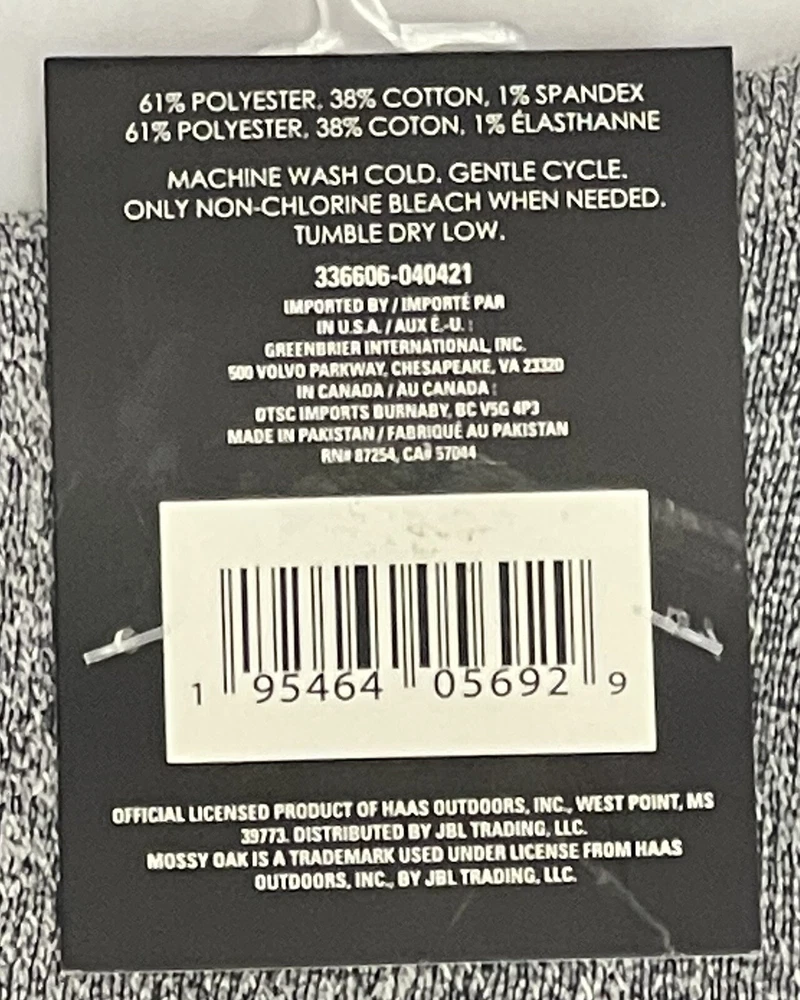 61% POLYESTER, 38% COTTON, 1% SPANDEX
61% POLYESTER, 38% COTON, 1% ÉLASTHANNE
MACHINE WASH COLD. GENTLE CYCLE.
ONLY NON-CHLORINE BLEACH WHEN NEEDED.
TUMBLE DRY LOW.
336606-040421
IMPORTED BY / IMPORTÉ PAR
IN U.S.A. / AUX É.-U. :
GREENBRIER INTERNATIONAL, INC.
500 VOLVO PARKWAY, CHESAPEAKE, VA 23320
IN CANADA / AU CANADA :
DTSC IMPORTS BURNABY, BC V5G 4P3
MADE IN PAKISTAN / FABRIQUÉ AU PAKISTAN
RN# 87254, CA# 57044
1 95464 05692 9
OFFICIAL LICENSED PRODUCT OF HAAS OUTDOORS, INC., WEST POINT, MS
39773. DISTRIBUTED BY JBL TRADING, LLC.
MOSSY OAK IS A TRADEMARK USED UNDER LICENSE FROM HAAS
OUTDOORS, INC., BY JBL TRADING, LLC.